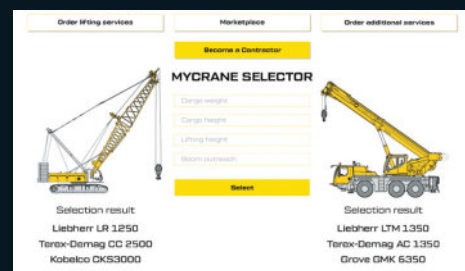 Order lifting services
Marketplace
Order additional services
Become a Contractor
MYCRANE SELECTOR
Cargo weight
Cargo height
Lifting height
Boom outreach
Select
Selection result
Liebherr LR 1250
Terex-Demag CC 2500
Kobelco CKS3000
Selection result
Liebherr LTM 1350
Terex-Demag AC 1350
Grove GMK 6350